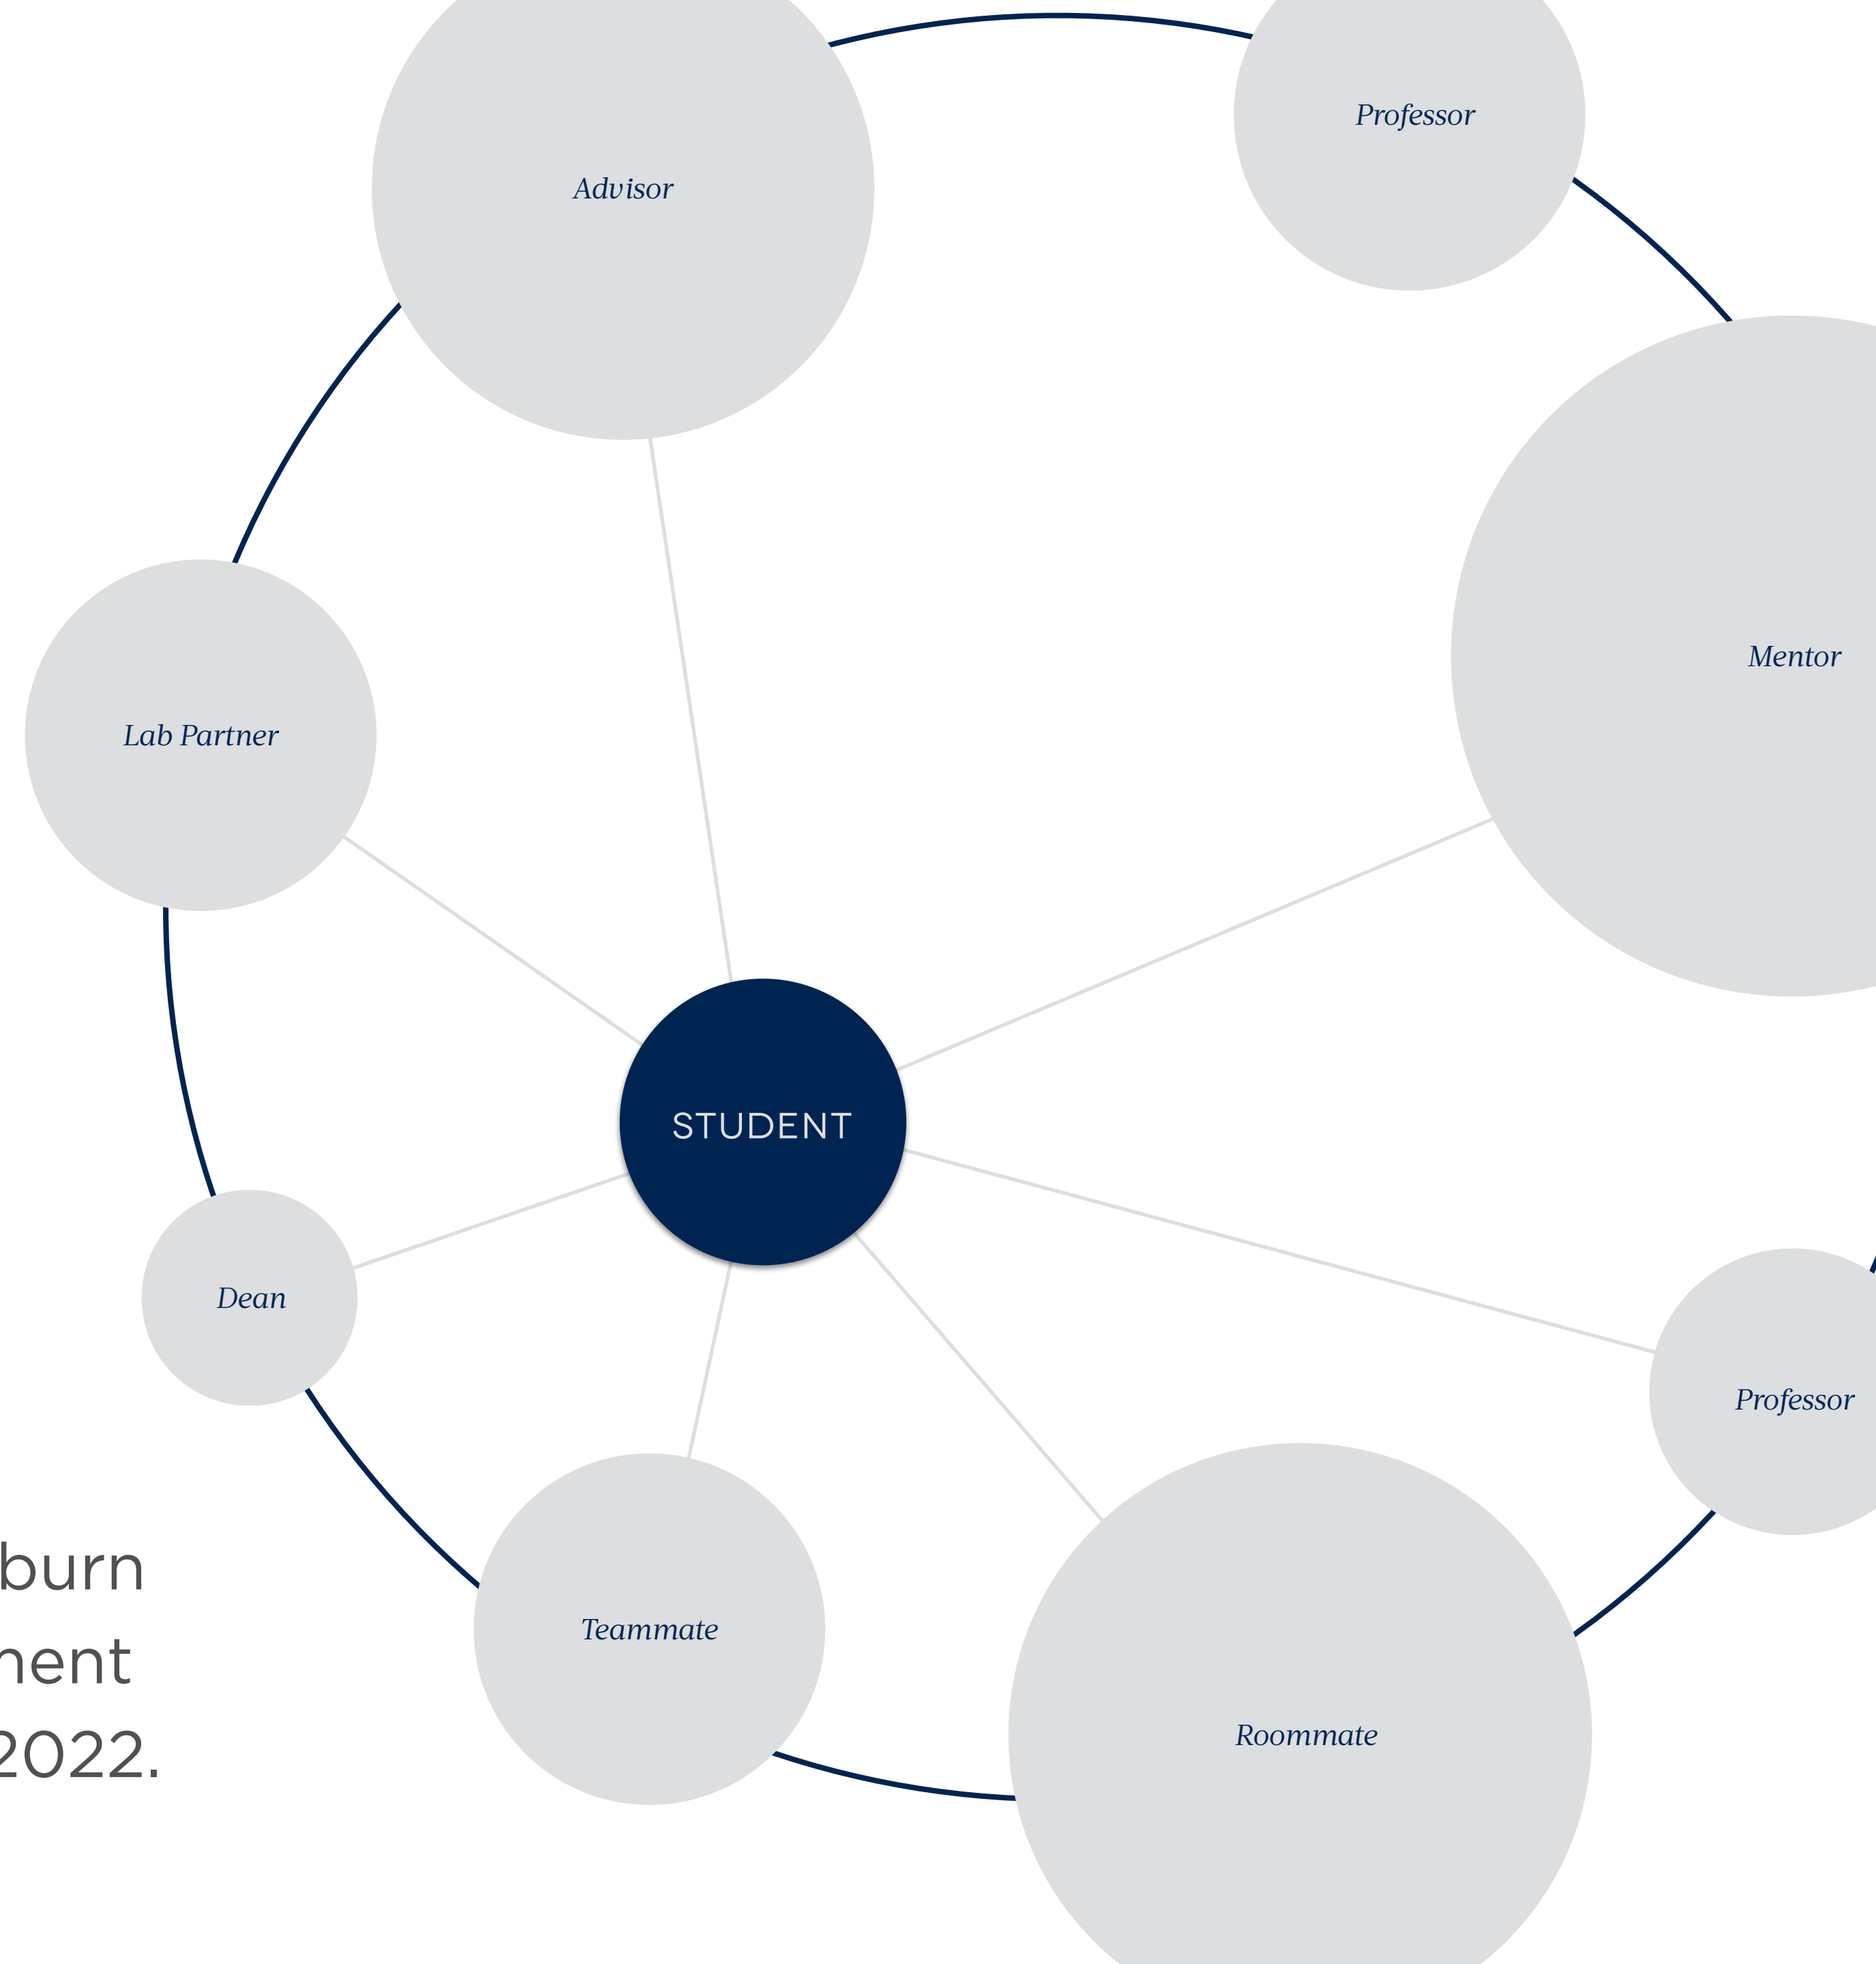 Professor
Advisor
Mentor
Lab Partner
STUDENT
Dean
Professor
burn
nent
2022.
Teammate
Roommate